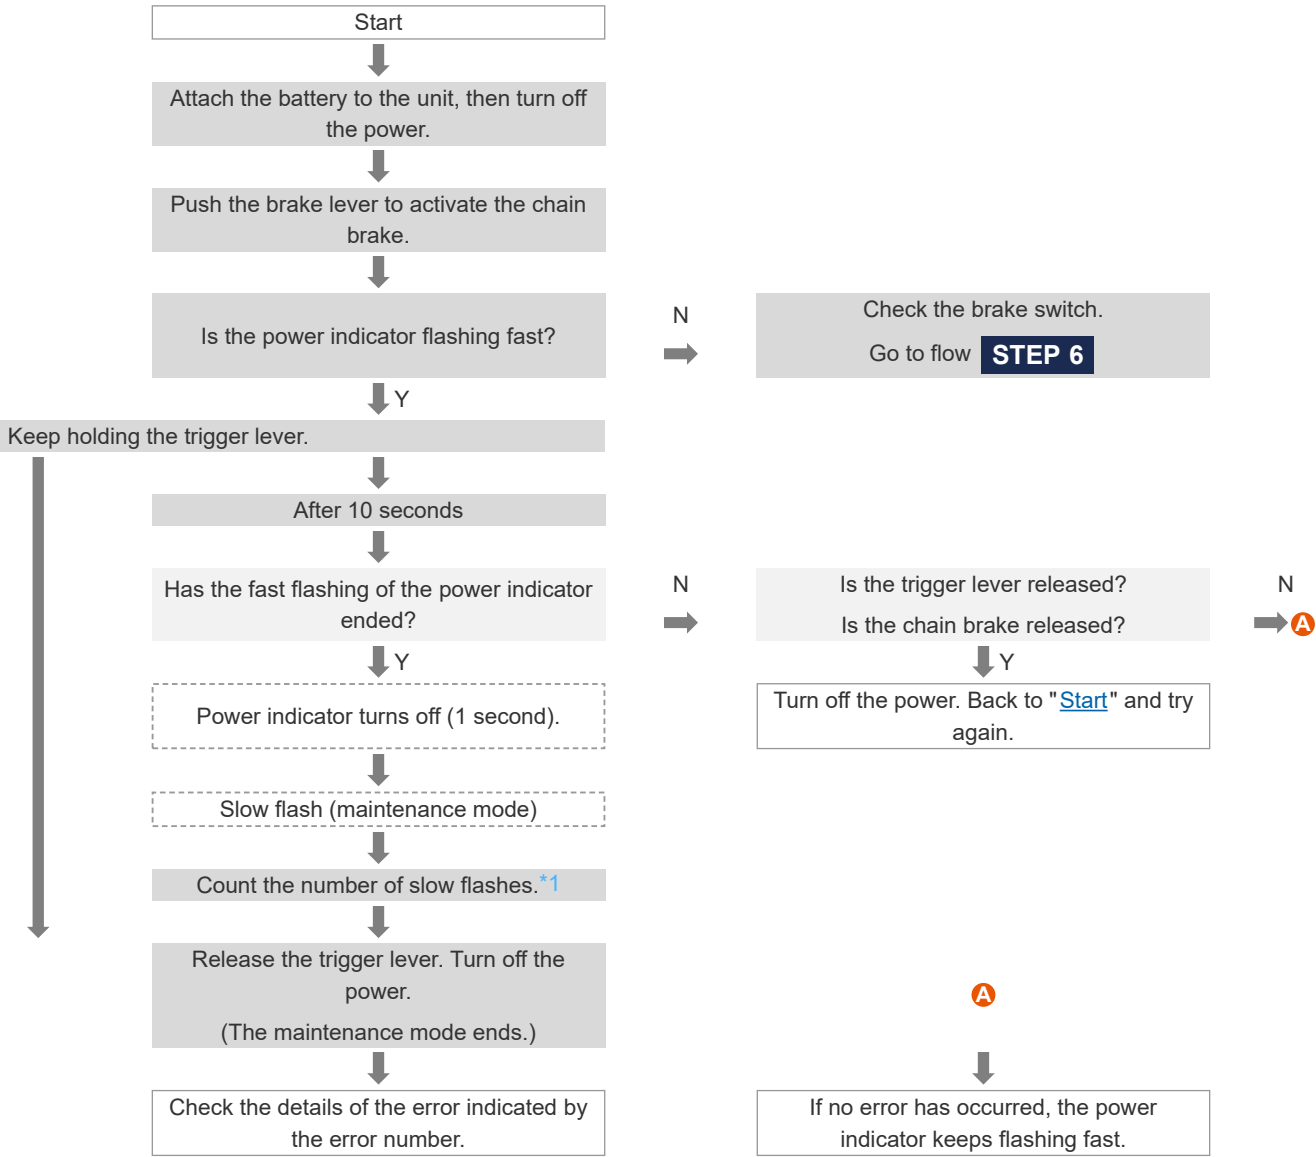 Start
Attach the battery to the unit, then turn off
the power.
Push the brake lever to activate the chain
brake.
Is the power indicator flashing fast?
N
Check the brake switch.
Go to flow STEP 6
Y
Keep holding the trigger lever.
After 10 seconds
Has the fast flashing of the power indicator
ended?
N
Is the trigger lever released?
Is the chain brake released?
N
A
Y
Y
Power indicator turns off (1 second).
Turn off the power. Back to "Start" and try
again.
Slow flash (maintenance mode)
Count the number of slow flashes.*1
Release the trigger lever. Turn off the
power.
(The maintenance mode ends.)
A
Check the details of the error indicated by
the error number.
If no error has occurred, the power
indicator keeps flashing fast.